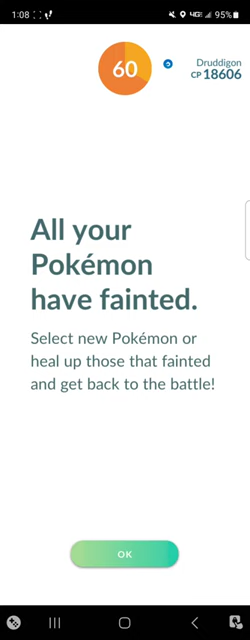 1:08 95%
60
Druddigon
CP 18606
All your
Pokémon
have fainted.
Select new Pokémon or
heal up those that fainted
and get back to the battle!
OK